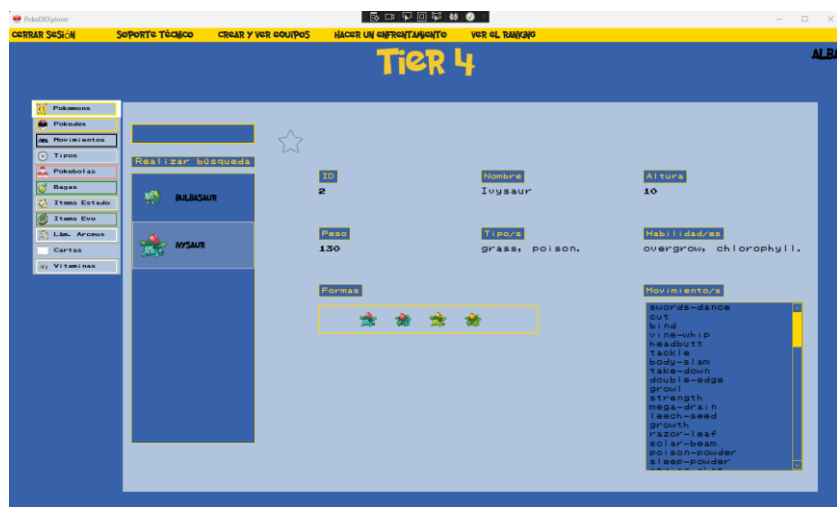 PokeDEXplorer
CERRAR SESIÓN SOPORTE TÉCNICO CREAR Y VER EQUIPOS HACER UN ENFRENTAMIENTO VER EL RANKING
TIER 4
ALBA
Pokemons
Pokedex
Movimientos
Tipos
Pokebolas
Bayas
Items Estado
Items Evo
Lám. Arceus
Cartas
Vitaminas
Realizar búsqueda
BULBASAUR
IVYSAUR
ID Nombre Altura
2 Ivysaur 10
Peso Tipo/s Habilidad/es
130 grass, poison. overgrow, chlorophyll.
Formas Movimiento/s
swords-dance
cut
bind
vine-whip
headbutt
tackle
body-slam
take-down
double-edge
growl
strength
mega-drain
leech-seed
growth
razor-leaf
solar-beam
poison-powder
sleep-powder